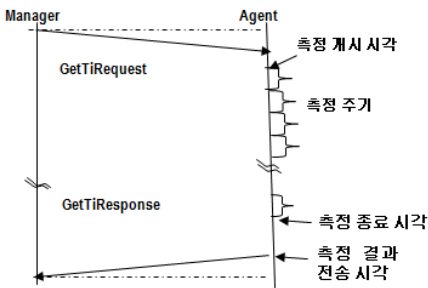 Manager
Agent
측정 개시 시각
GetTiRequest
측정 주기
GetTiResponse
측정 종료 시각
측정 결과
전송 시각